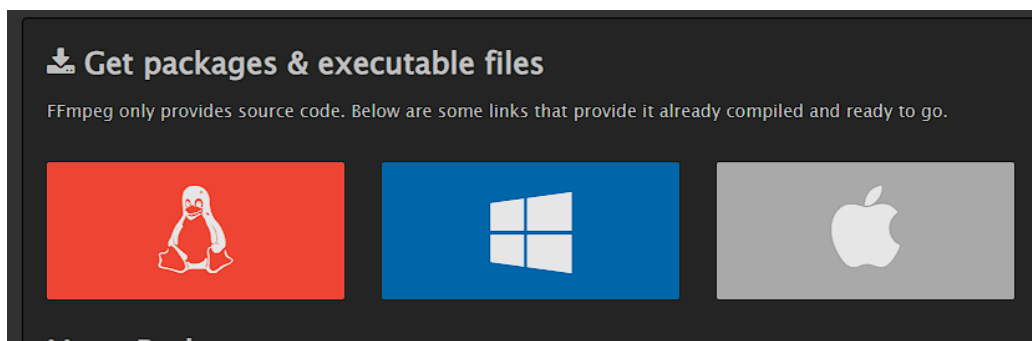 Get packages & executable files
FFmpeg only provides source code. Below are some links that provide it already compiled and ready to go.